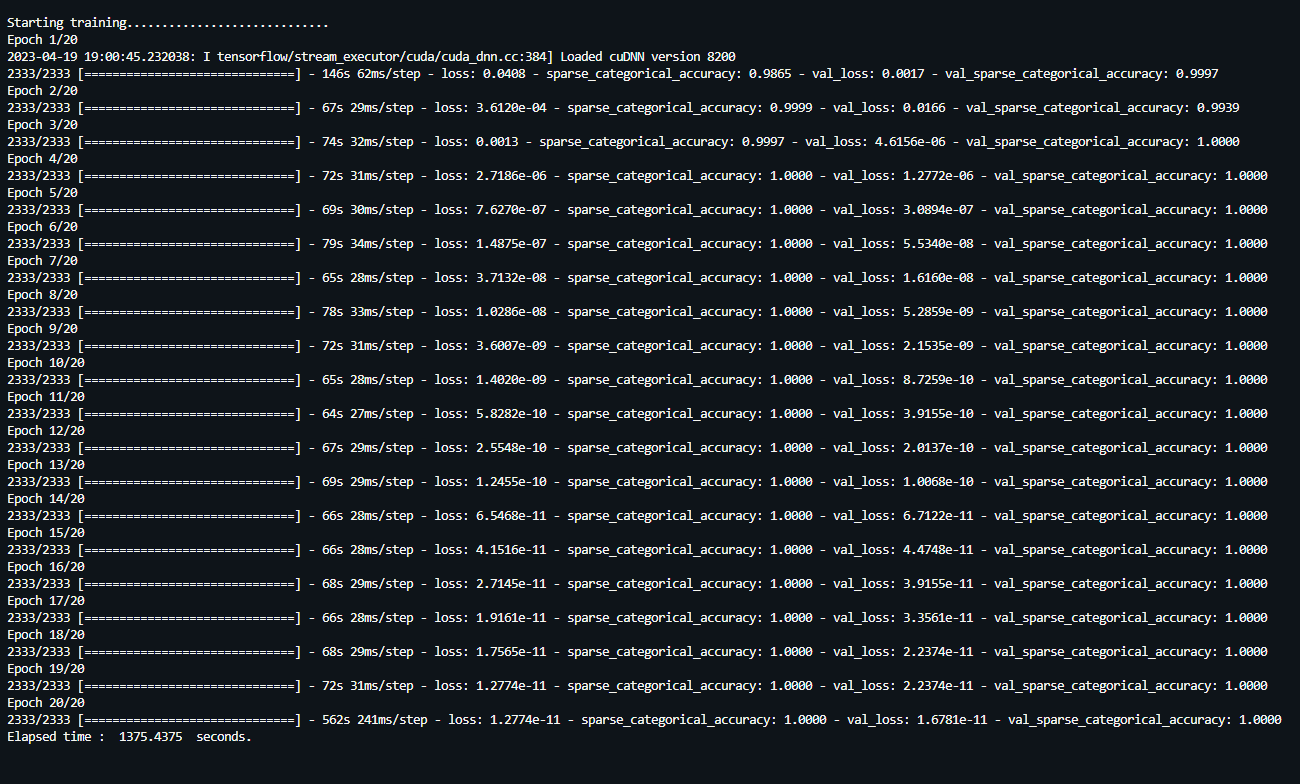 Starting training.............................
Epoch 1/20
2023-04-19 19:00:45.232038: I tensorflow/stream_executor/cuda/cuda_dnn.cc:384] Loaded cuDNN version 8200
2333/2333 [==============================] - 146s 62ms/step - loss: 0.0408 - sparse_categorical_accuracy: 0.9865 - val_loss: 0.0017 - val_sparse_categorical_accuracy: 0.9997
Epoch 2/20
2333/2333 [==============================] - 67s 29ms/step - loss: 3.6120e-04 - sparse_categorical_accuracy: 0.9999 - val_loss: 0.0166 - val_sparse_categorical_accuracy: 0.9939
Epoch 3/20
2333/2333 [==============================] - 74s 32ms/step - loss: 0.0013 - sparse_categorical_accuracy: 0.9997 - val_loss: 4.6156e-06 - val_sparse_categorical_accuracy: 1.0000
Epoch 4/20
2333/2333 [==============================] - 72s 31ms/step - loss: 2.7186e-06 - sparse_categorical_accuracy: 1.0000 - val_loss: 1.2772e-06 - val_sparse_categorical_accuracy: 1.0000
Epoch 5/20
2333/2333 [==============================] - 69s 30ms/step - loss: 7.6270e-07 - sparse_categorical_accuracy: 1.0000 - val_loss: 3.0894e-07 - val_sparse_categorical_accuracy: 1.0000
Epoch 6/20
2333/2333 [==============================] - 79s 34ms/step - loss: 1.4875e-07 - sparse_categorical_accuracy: 1.0000 - val_loss: 5.5340e-08 - val_sparse_categorical_accuracy: 1.0000
Epoch 7/20
2333/2333 [==============================] - 65s 28ms/step - loss: 3.7132e-08 - sparse_categorical_accuracy: 1.0000 - val_loss: 1.6160e-08 - val_sparse_categorical_accuracy: 1.0000
Epoch 8/20
2333/2333 [==============================] - 78s 33ms/step - loss: 1.0286e-08 - sparse_categorical_accuracy: 1.0000 - val_loss: 5.2859e-09 - val_sparse_categorical_accuracy: 1.0000
Epoch 9/20
2333/2333 [==============================] - 72s 31ms/step - loss: 3.6007e-09 - sparse_categorical_accuracy: 1.0000 - val_loss: 2.1535e-09 - val_sparse_categorical_accuracy: 1.0000
Epoch 10/20
2333/2333 [==============================] - 65s 28ms/step - loss: 1.4020e-09 - sparse_categorical_accuracy: 1.0000 - val_loss: 8.7259e-10 - val_sparse_categorical_accuracy: 1.0000
Epoch 11/20
2333/2333 [==============================] - 64s 27ms/step - loss: 5.8282e-10 - sparse_categorical_accuracy: 1.0000 - val_loss: 3.9155e-10 - val_sparse_categorical_accuracy: 1.0000
Epoch 12/20
2333/2333 [==============================] - 67s 29ms/step - loss: 2.5548e-10 - sparse_categorical_accuracy: 1.0000 - val_loss: 2.0137e-10 - val_sparse_categorical_accuracy: 1.0000
Epoch 13/20
2333/2333 [==============================] - 69s 29ms/step - loss: 1.2455e-10 - sparse_categorical_accuracy: 1.0000 - val_loss: 1.0068e-10 - val_sparse_categorical_accuracy: 1.0000
Epoch 14/20
2333/2333 [==============================] - 66s 28ms/step - loss: 6.5468e-11 - sparse_categorical_accuracy: 1.0000 - val_loss: 6.7122e-11 - val_sparse_categorical_accuracy: 1.0000
Epoch 15/20
2333/2333 [==============================] - 66s 28ms/step - loss: 4.1516e-11 - sparse_categorical_accuracy: 1.0000 - val_loss: 4.4748e-11 - val_sparse_categorical_accuracy: 1.0000
Epoch 16/20
2333/2333 [==============================] - 68s 29ms/step - loss: 2.7145e-11 - sparse_categorical_accuracy: 1.0000 - val_loss: 3.9155e-11 - val_sparse_categorical_accuracy: 1.0000
Epoch 17/20
2333/2333 [==============================] - 66s 28ms/step - loss: 1.9161e-11 - sparse_categorical_accuracy: 1.0000 - val_loss: 3.3561e-11 - val_sparse_categorical_accuracy: 1.0000
Epoch 18/20
2333/2333 [==============================] - 68s 29ms/step - loss: 1.7565e-11 - sparse_categorical_accuracy: 1.0000 - val_loss: 2.2374e-11 - val_sparse_categorical_accuracy: 1.0000
Epoch 19/20
2333/2333 [==============================] - 72s 31ms/step - loss: 1.2774e-11 - sparse_categorical_accuracy: 1.0000 - val_loss: 2.2374e-11 - val_sparse_categorical_accuracy: 1.0000
Epoch 20/20
2333/2333 [==============================] - 562s 241ms/step - loss: 1.2774e-11 - sparse_categorical_accuracy: 1.0000 - val_loss: 1.6781e-11 - val_sparse_categorical_accuracy: 1.0000
Elapsed time :  1375.4375  seconds.